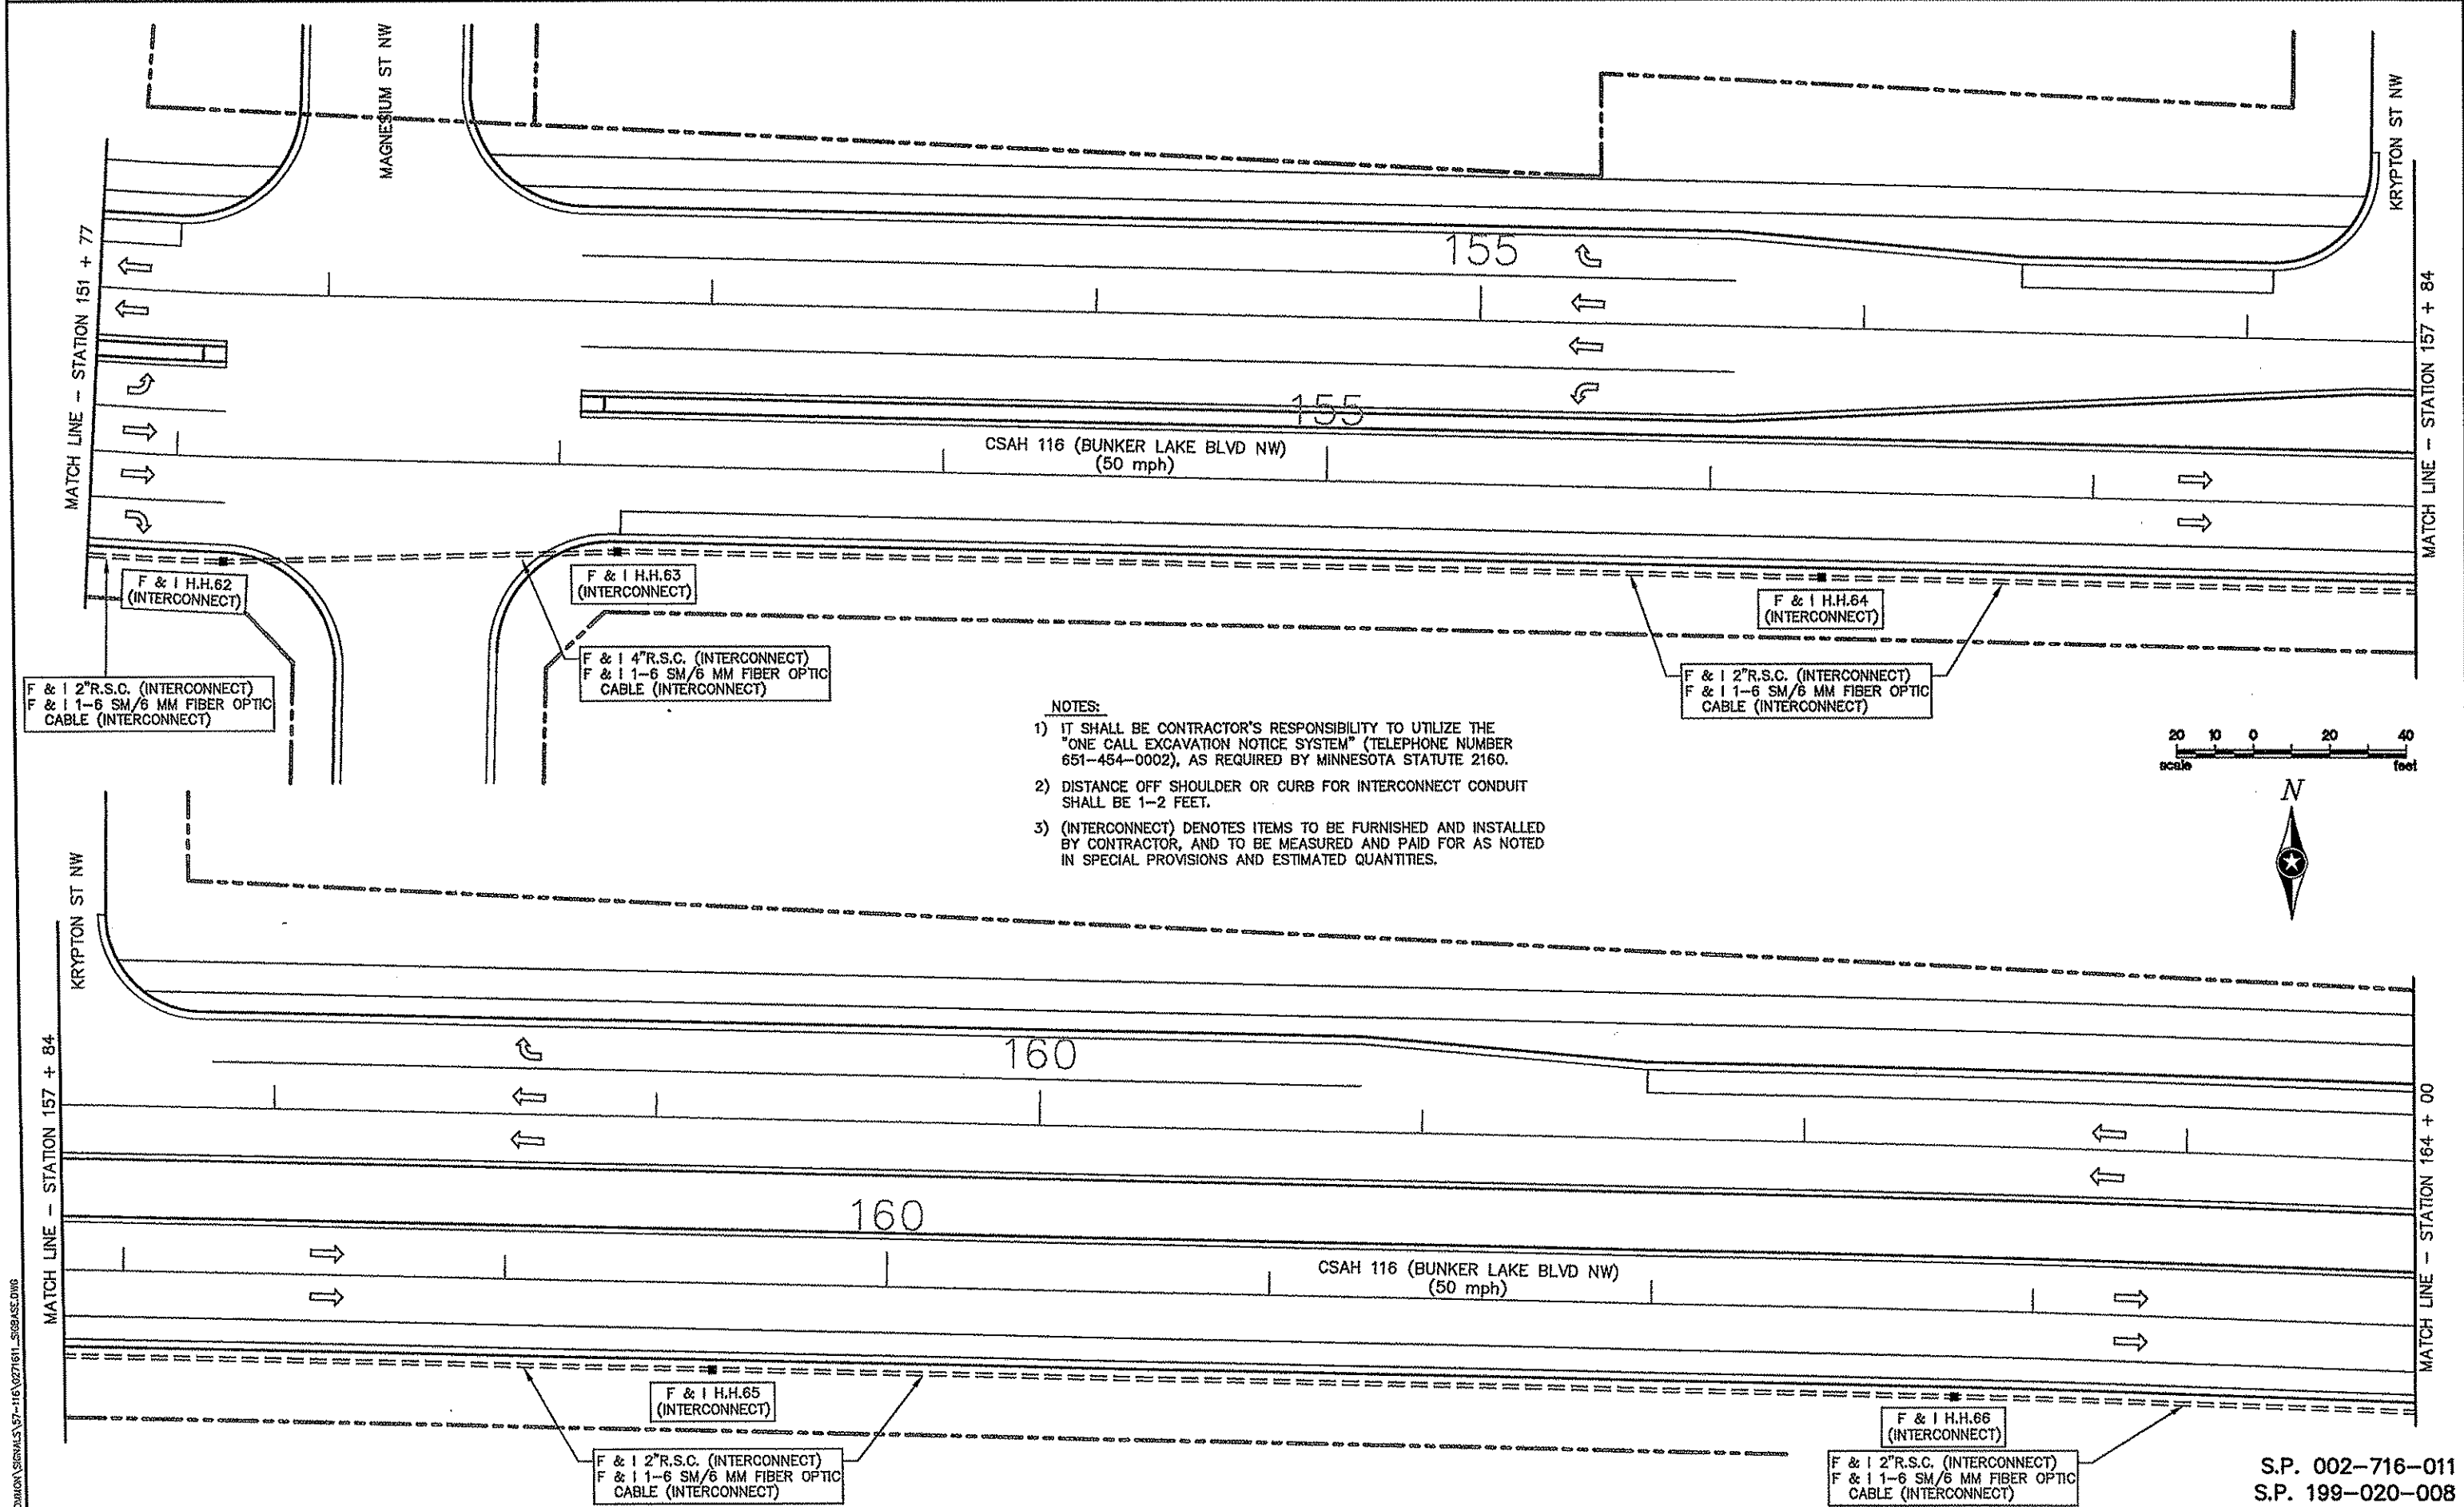 MAGNESIUM ST NW
KRYPTON ST NW
MATCH LINE - STATION 151 + 77
155
155
MATCH LINE - STATION 157 + 84
CSAH 116 (BUNKER LAKE BLVD NW)
(50 mph)
F & I H.H.62
(INTERCONNECT)
F & I H.H.63
(INTERCONNECT)
F & I H.H.64
(INTERCONNECT)
F & I 2"R.S.C. (INTERCONNECT)
F & I 1-6 SM/6 MM FIBER OPTIC
CABLE (INTERCONNECT)
F & I 4"R.S.C. (INTERCONNECT)
F & I 1-6 SM/6 MM FIBER OPTIC
CABLE (INTERCONNECT)
F & I 2"R.S.C. (INTERCONNECT)
F & I 1-6 SM/6 MM FIBER OPTIC
CABLE (INTERCONNECT)
NOTES:
1) IT SHALL BE CONTRACTOR'S RESPONSIBILITY TO UTILIZE THE
"ONE CALL EXCAVATION NOTICE SYSTEM" (TELEPHONE NUMBER
651-454-0002), AS REQUIRED BY MINNESOTA STATUTE 216D.
2) DISTANCE OFF SHOULDER OR CURB FOR INTERCONNECT CONDUIT
SHALL BE 1-2 FEET.
3) (INTERCONNECT) DENOTES ITEMS TO BE FURNISHED AND INSTALLED
BY CONTRACTOR, AND TO BE MEASURED AND PAID FOR AS NOTED
IN SPECIAL PROVISIONS AND ESTIMATED QUANTITIES.
20 10 0 20 40
scale feet
N
KRYPTON ST NW
MATCH LINE - STATION 157 + 84
160
160
MATCH LINE - STATION 164 + 00
CSAH 116 (BUNKER LAKE BLVD NW)
(50 mph)
F & I H.H.65
(INTERCONNECT)
F & I H.H.66
(INTERCONNECT)
F & I 2"R.S.C. (INTERCONNECT)
F & I 1-6 SM/6 MM FIBER OPTIC
CABLE (INTERCONNECT)
F & I 2"R.S.C. (INTERCONNECT)
F & I 1-6 SM/6 MM FIBER OPTIC
CABLE (INTERCONNECT)
S.P. 002-716-011
S.P. 199-020-008